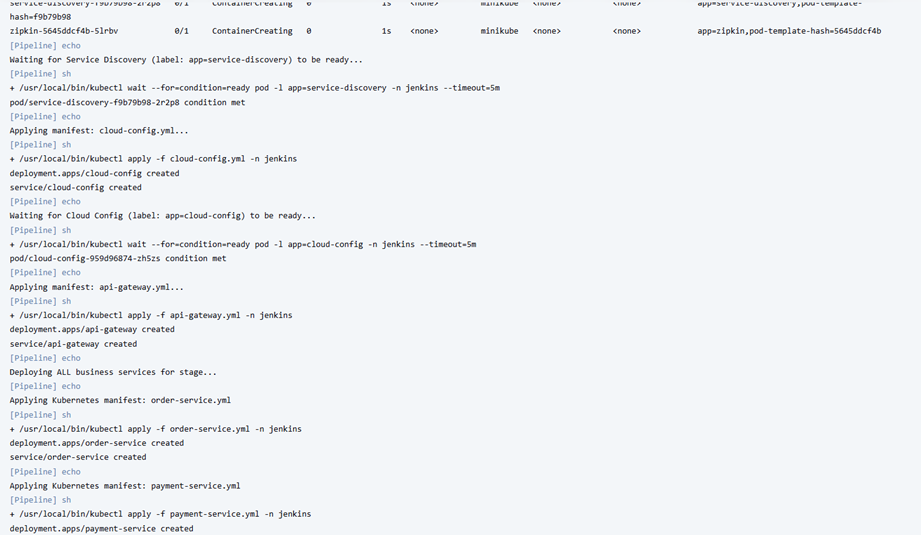 service-discovery-f9b79b98-2r2p8 0/1 ContainerCreating 0 1s <none> minikube <none> <none> app=service-discovery,pod-template-
hash=f9b79b98
zipkin-5645ddcf4b-5lrbv 0/1 ContainerCreating 0 1s <none> minikube <none> <none> app=zipkin,pod-template-hash=5645ddcf4b
[Pipeline] echo
Waiting for Service Discovery (label: app=service-discovery) to be ready...
[Pipeline] sh
+ /usr/local/bin/kubectl wait --for=condition=ready pod -l app=service-discovery -n jenkins --timeout=5m
pod/service-discovery-f9b79b98-2r2p8 condition met
[Pipeline] echo
Applying manifest: cloud-config.yml...
[Pipeline] sh
+ /usr/local/bin/kubectl apply -f cloud-config.yml -n jenkins
deployment.apps/cloud-config created
service/cloud-config created
[Pipeline] echo
Waiting for Cloud Config (label: app=cloud-config) to be ready...
[Pipeline] sh
+ /usr/local/bin/kubectl wait --for=condition=ready pod -l app=cloud-config -n jenkins --timeout=5m
pod/cloud-config-959d96874-zh5zs condition met
[Pipeline] echo
Applying manifest: api-gateway.yml...
[Pipeline] sh
+ /usr/local/bin/kubectl apply -f api-gateway.yml -n jenkins
deployment.apps/api-gateway created
service/api-gateway created
[Pipeline] echo
Deploying ALL business services for stage...
[Pipeline] echo
Applying Kubernetes manifest: order-service.yml
[Pipeline] sh
+ /usr/local/bin/kubectl apply -f order-service.yml -n jenkins
deployment.apps/order-service created
service/order-service created
[Pipeline] echo
Applying Kubernetes manifest: payment-service.yml
[Pipeline] sh
+ /usr/local/bin/kubectl apply -f payment-service.yml -n jenkins
deployment.apps/payment-service created